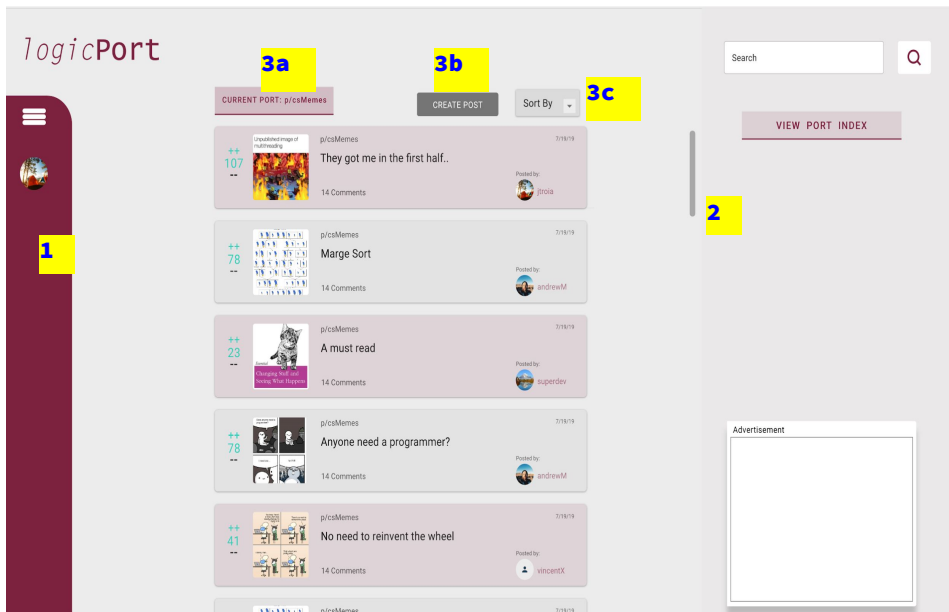 logicPort
3a
3b
3c
Search
CURRENT PORT: p/csMemes
CREATE POST
Sort By
VIEW PORT INDEX
1
2
++
107
--
Unpublished image of
multithreading
p/csMemes
7/19/19
They got me in the first half..
14 Comments
Posted by:
jtroia
++
78
--
p/csMemes
7/19/19
Marge Sort
14 Comments
Posted by:
andrewM
++
23
--
Changing Stuff and
Seeing What Happens
p/csMemes
7/19/19
A must read
14 Comments
Posted by:
superdev
++
78
--
p/csMemes
7/19/19
Anyone need a programmer?
14 Comments
Posted by:
andrewM
++
41
--
p/csMemes
7/19/19
No need to reinvent the wheel
14 Comments
Posted by:
vincentX
p/csMemes
7/19/19
Advertisement